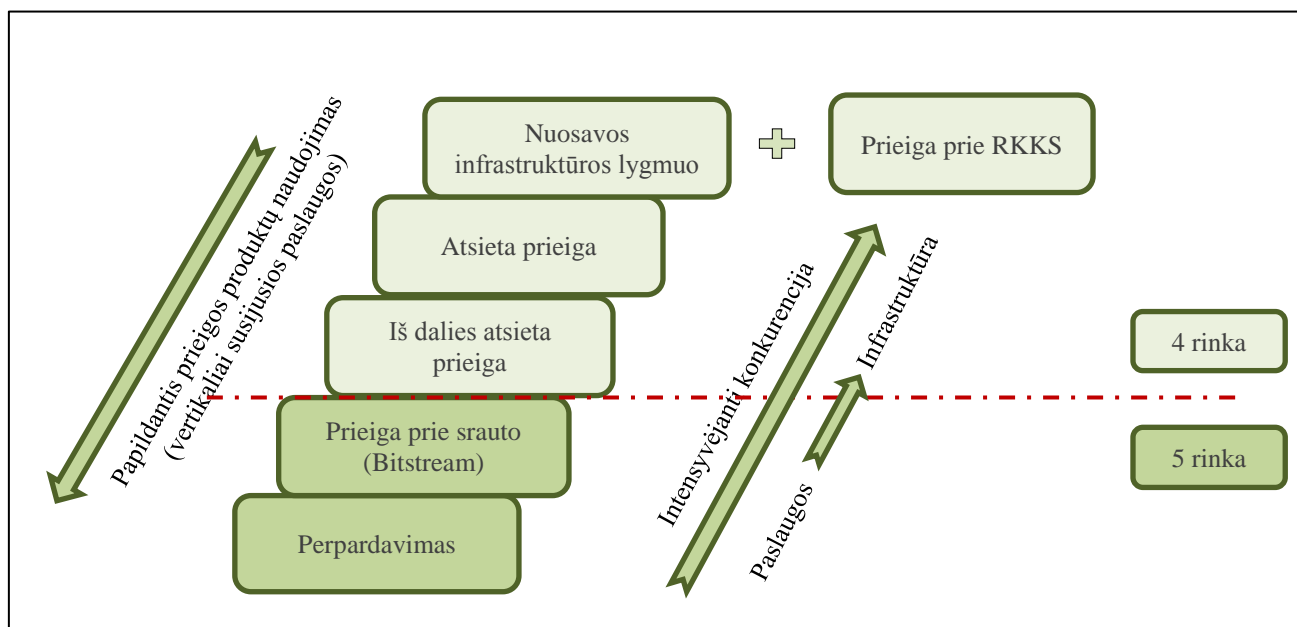 Papildantis prieigos produktų naudojimas
(vertikaliai susijusios paslaugos)
Nuosavos
infrastruktūros lygmuo
Prieiga prie RKKS
Atsieta prieiga
Iš dalies atsieta
prieiga
Prieiga prie srauto
(Bitstream)
Perpardavimas
Intensyvėjanti konkurencija
Paslaugos
Infrastruktūra
4 rinka
5 rinka